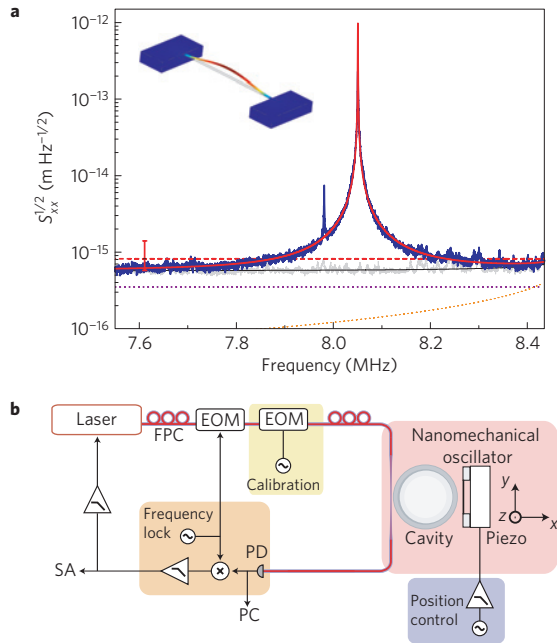 a
10⁻¹²
10⁻¹³
10⁻¹⁴
10⁻¹⁵
10⁻¹⁶
S_xx^1/2 (m Hz^−1/2)
7.6
7.8
8.0
8.2
8.4
Frequency (MHz)
b
Laser
FPC
EOM
EOM
Calibration
Nanomechanical
oscillator
y
z
x
Cavity
Piezo
Frequency
lock
PD
SA
PC
Position
control